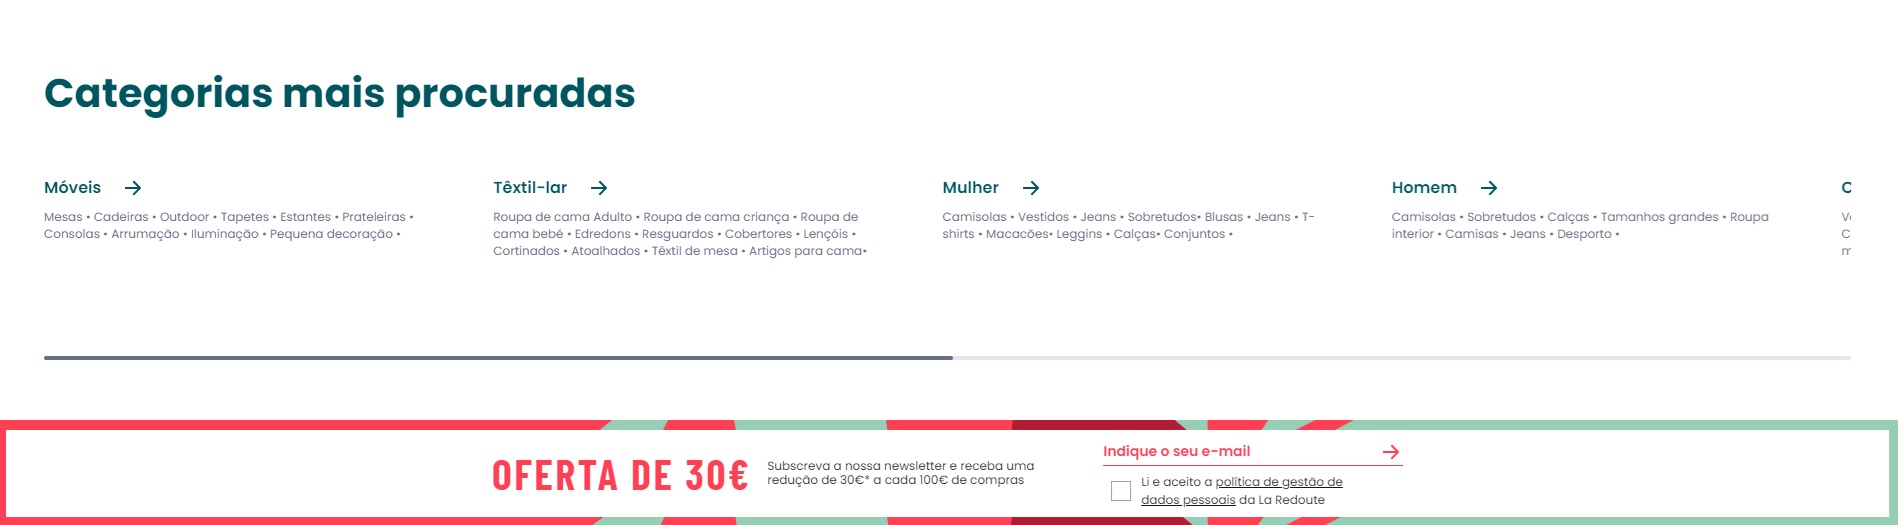 Categorias mais procuradas
Móveis
Mesas • Cadeiras • Outdoor • Tapetes • Estantes • Prateleiras •
Consolas • Arrumação • Iluminação • Pequena decoração •
Têxtil-lar
Roupa de cama Adulto • Roupa de cama criança • Roupa de
cama bebé • Edredons • Resguardos • Cobertores • Lençóis •
Cortinados • Atoalhados • Têxtil de mesa • Artigos para cama•
Mulher
Camisolas • Vestidos • Jeans • Sobretudos• Blusas • Jeans • T-
shirts • Macacões• Leggins • Calças• Conjuntos •
Homem
Camisolas • Sobretudos • Calças • Tamanhos grandes • Roupa
interior • Camisas • Jeans • Desporto •
OFERTA DE 30€
Subscreva a nossa newsletter e receba uma
redução de 30€* a cada 100€ de compras
Indique o seu e-mail
Li e aceito a política de gestão de
dados pessoais da La Redoute